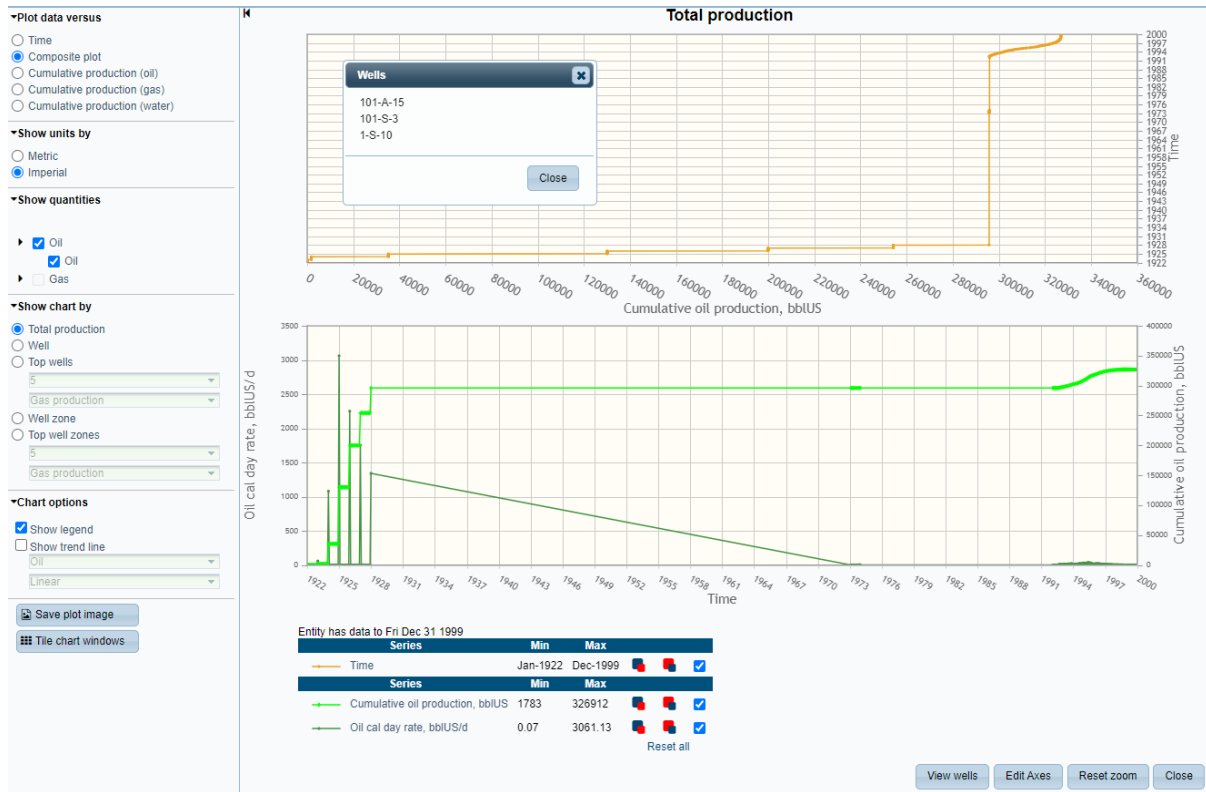 Plot data versus
Time
Composite plot
Cumulative production (oil)
Cumulative production (gas)
Cumulative production (water)
Show units by
Metric
Imperial
Show quantities
Oil
Oil
Gas
Show chart by
Total production
Well
Top wells
5
Gas production
Well zone
Top well zones
5
Gas production
Chart options
Show legend
Show trend line
Oil
Linear
Save plot image
Tile chart windows
Total production
Wells
101-A-15
101-S-3
1-S-10
Close
2000
1997
1994
1991
1988
1985
1982
1979
1976
1973
1970
1967
1964
1961
1958
1955
1952
1949
1946
1943
1940
1937
1934
1931
1928
1925
1922
Time
0 20000 40000 60000 80000 100000 120000 140000 160000 180000 200000 220000 240000 260000 280000 300000 320000 340000 360000
Cumulative oil production, bblUS
3500
3000
2500
2000
1500
1000
500
0
Oil cal day rate, bblUS/d
400000
350000
300000
250000
200000
150000
100000
50000
0
Cumulative oil production, bblUS
1922 1925 1928 1931 1934 1937 1940 1943 1946 1949 1952 1955 1958 1961 1964 1967 1970 1973 1976 1979 1982 1985 1988 1991 1994 1997 2000
Time
Entity has data to Fri Dec 31 1999
Series Min Max
Time Jan-1922 Dec-1999
Series Min Max
Cumulative oil production, bblUS 1783 326912
Oil cal day rate, bblUS/d 0.07 3061.13
Reset all
View wells Edit Axes Reset zoom Close